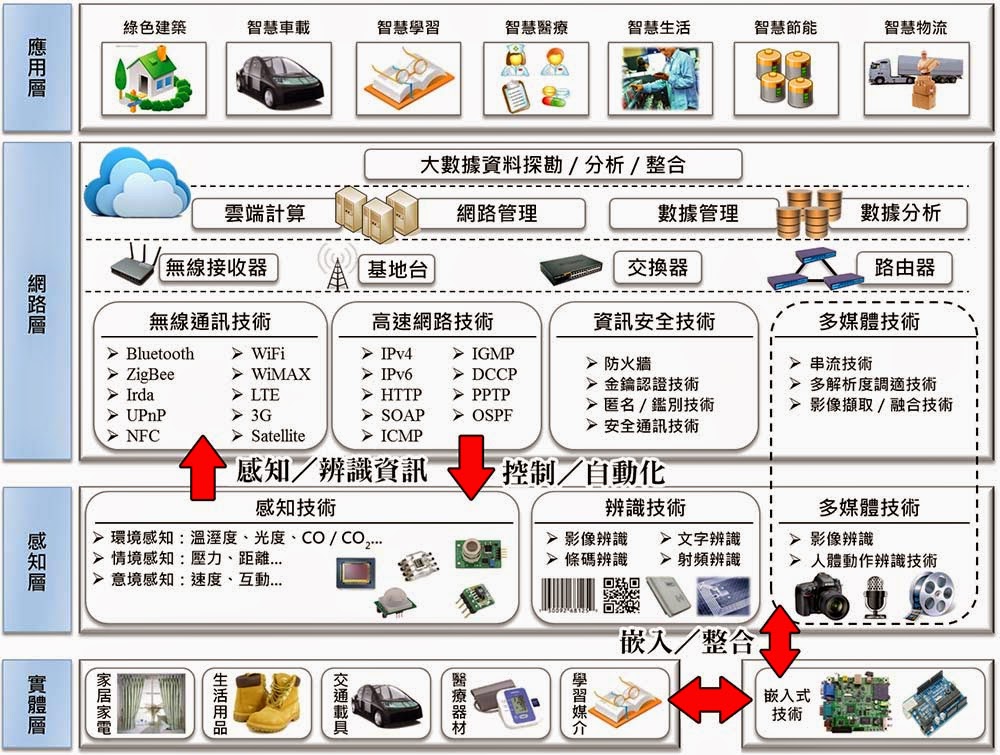 應用層
綠色建築
智慧車載
智慧學習
智慧醫療
智慧生活
智慧節能
智慧物流
網路層
大數據資料探勘 / 分析 / 整合
雲端計算
網路管理
數據管理
數據分析
無線接收器
基地台
交換器
路由器
無線通訊技術
➢ Bluetooth
➢ ZigBee
➢ Irda
➢ UPnP
➢ NFC
➢ WiFi
➢ WiMAX
➢ LTE
➢ 3G
➢ Satellite
高速網路技術
➢ IPv4
➢ IPv6
➢ HTTP
➢ SOAP
➢ ICMP
➢ IGMP
➢ DCCP
➢ PPTP
➢ OSPF
資訊安全技術
➢ 防火牆
➢ 金鑰認證技術
➢ 匿名 / 鑑別技術
➢ 安全通訊技術
多媒體技術
➢ 串流技術
➢ 多解析度調適技術
➢ 影像擷取 / 融合技術
感知／辨識資訊
控制／自動化
感知層
感知技術
➢ 環境感知：溫溼度、光度、CO / CO2...
➢ 情境感知：壓力、距離...
➢ 意境感知：速度、互動...
辨識技術
➢ 影像辨識
➢ 條碼辨識
➢ 文字辨識
➢ 射頻辨識
多媒體技術
➢ 影像辨識
➢ 人體動作辨識技術
嵌入／整合
實體層
家居家電
生活用品
交通載具
醫療器材
學習媒介
嵌入式
技術